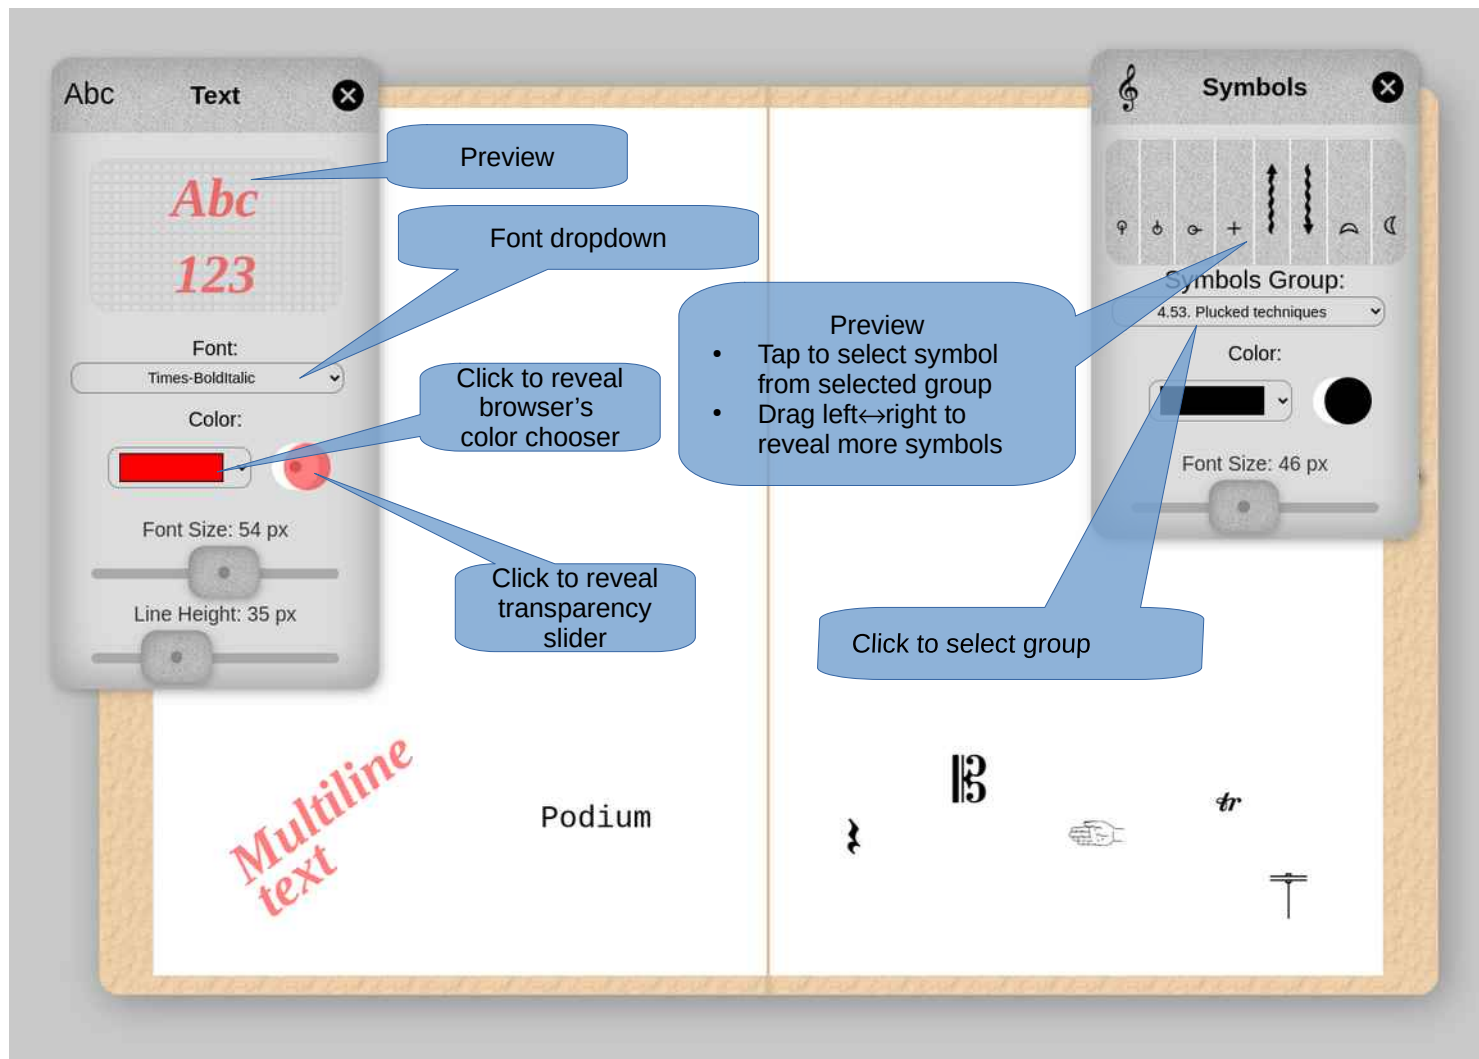 Abc
Text
Abc
123
Font:
Times-BoldItalic
Color:
Font Size: 54 px
Line Height: 35 px
Preview
Font dropdown
Click to reveal
browser’s
color chooser
Click to reveal
transparency
slider
Preview
• Tap to select symbol
from selected group
• Drag left↔right to
reveal more symbols
Symbols
Symbols Group:
4.53. Plucked techniques
Color:
Font Size: 46 px
Click to select group
Multiline
text
Podium
tr